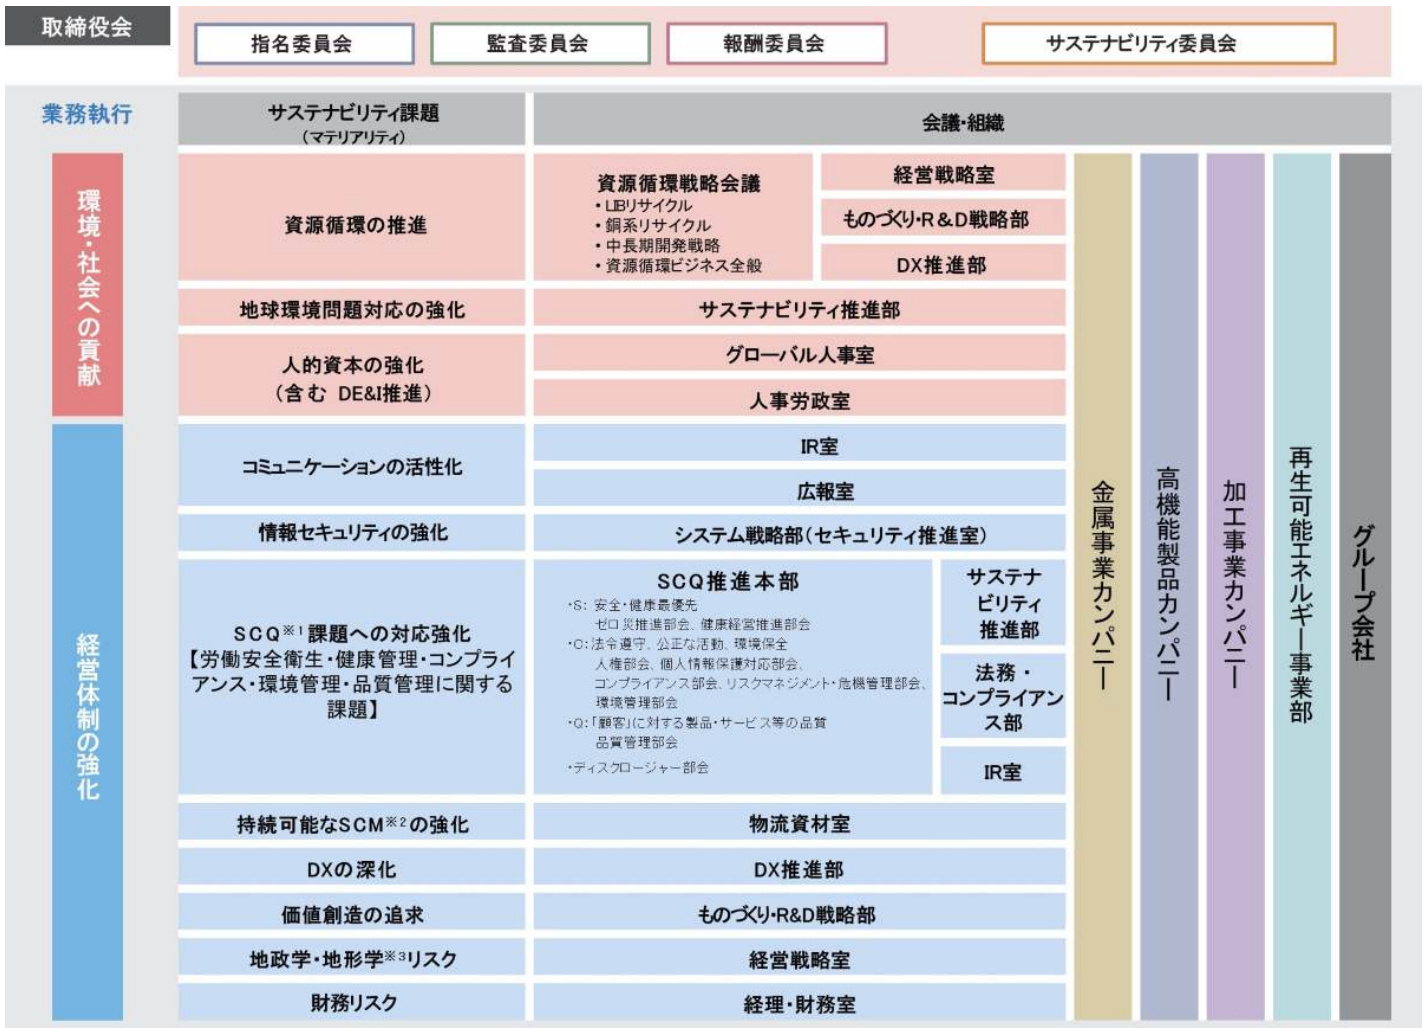 取締役会
指名委員会
監査委員会
報酬委員会
サステナビリティ委員会
業務執行
サステナビリティ課題
（マテリアリティ）
会議・組織
環境・社会への貢献
資源循環の推進
資源循環戦略会議
・LIBリサイクル
・銅系リサイクル
・中長期開発戦略
・資源循環ビジネス全般
経営戦略室
ものづくり・R＆D戦略部
DX推進部
地球環境問題対応の強化
サステナビリティ推進部
人的資本の強化
（含む DE&I推進）
グローバル人事室
人事労政室
経営体制の強化
コミュニケーションの活性化
IR室
広報室
情報セキュリティの強化
システム戦略部（セキュリティ推進室）
SCQ※1課題への対応強化
【労働安全衛生・健康管理・コンプライ
アンス・環境管理・品質管理に関する
課題】
SCQ推進本部
・S: 安全・健康最優先
ゼロ災推進部会、健康経営推進部会
・C: 法令遵守、公正な活動、環境保全
人権部会、個人情報保護対応部会、
コンプライアンス部会、リスクマネジメント・危機管理部会、
環境管理部会
・Q:「顧客」に対する製品・サービス等の品質
品質管理部会
・ディスクロージャー部会
サステナ
ビリティ
推進部
法務・
コンプライアン
ス部
IR室
持続可能なSCM※2の強化
物流資材室
DXの深化
DX推進部
価値創造の追求
ものづくり・R&D戦略部
地政学・地形学※3リスク
経営戦略室
財務リスク
経理・財務室
金属事業カンパニー
高機能製品カンパニー
加工事業カンパニー
再生可能エネルギー事業部
グループ会社